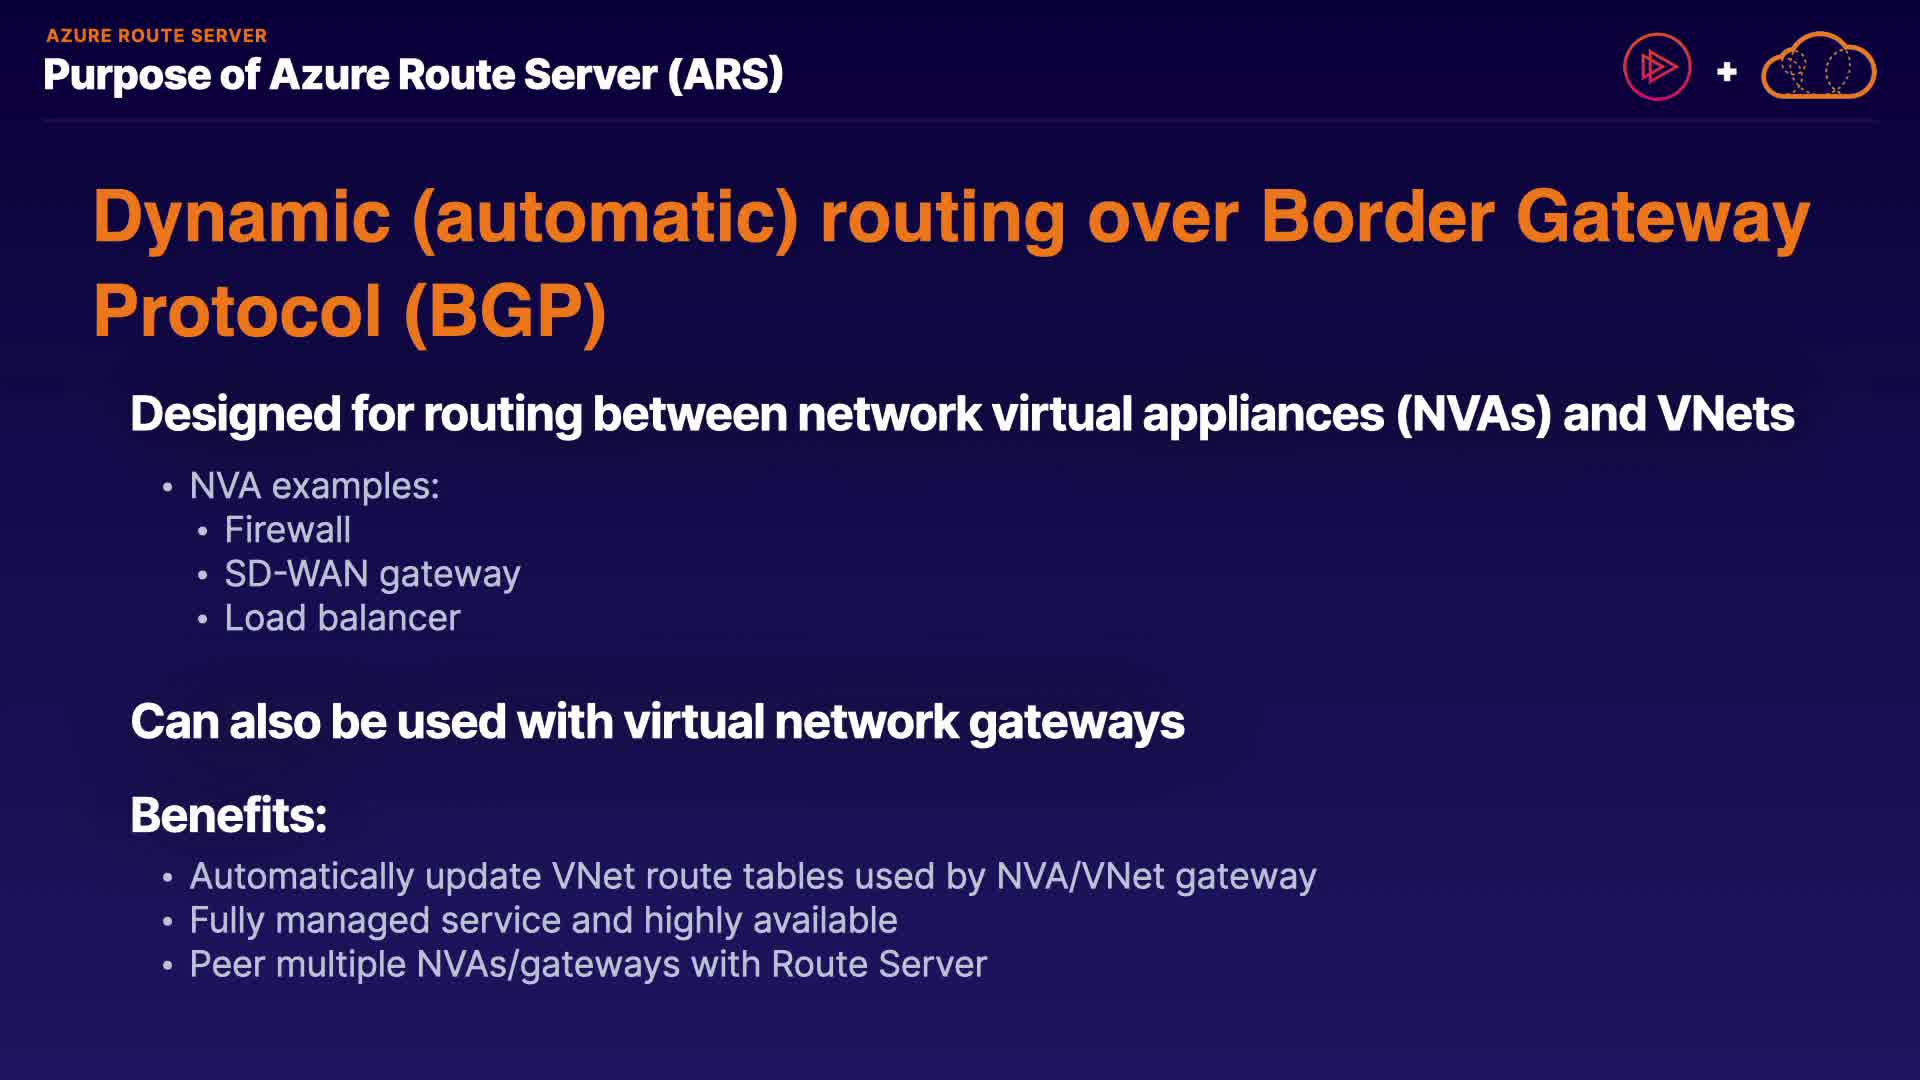 AZURE ROUTE SERVER
Purpose of Azure Route Server (ARS)
+
Dynamic (automatic) routing over Border Gateway
Protocol (BGP)
Designed for routing between network virtual appliances (NVAs) and VNets
• NVA examples:
• Firewall
• SD-WAN gateway
• Load balancer
Can also be used with virtual network gateways
Benefits:
• Automatically update VNet route tables used by NVA/VNet gateway
• Fully managed service and highly available
• Peer multiple NVAs/gateways with Route Server